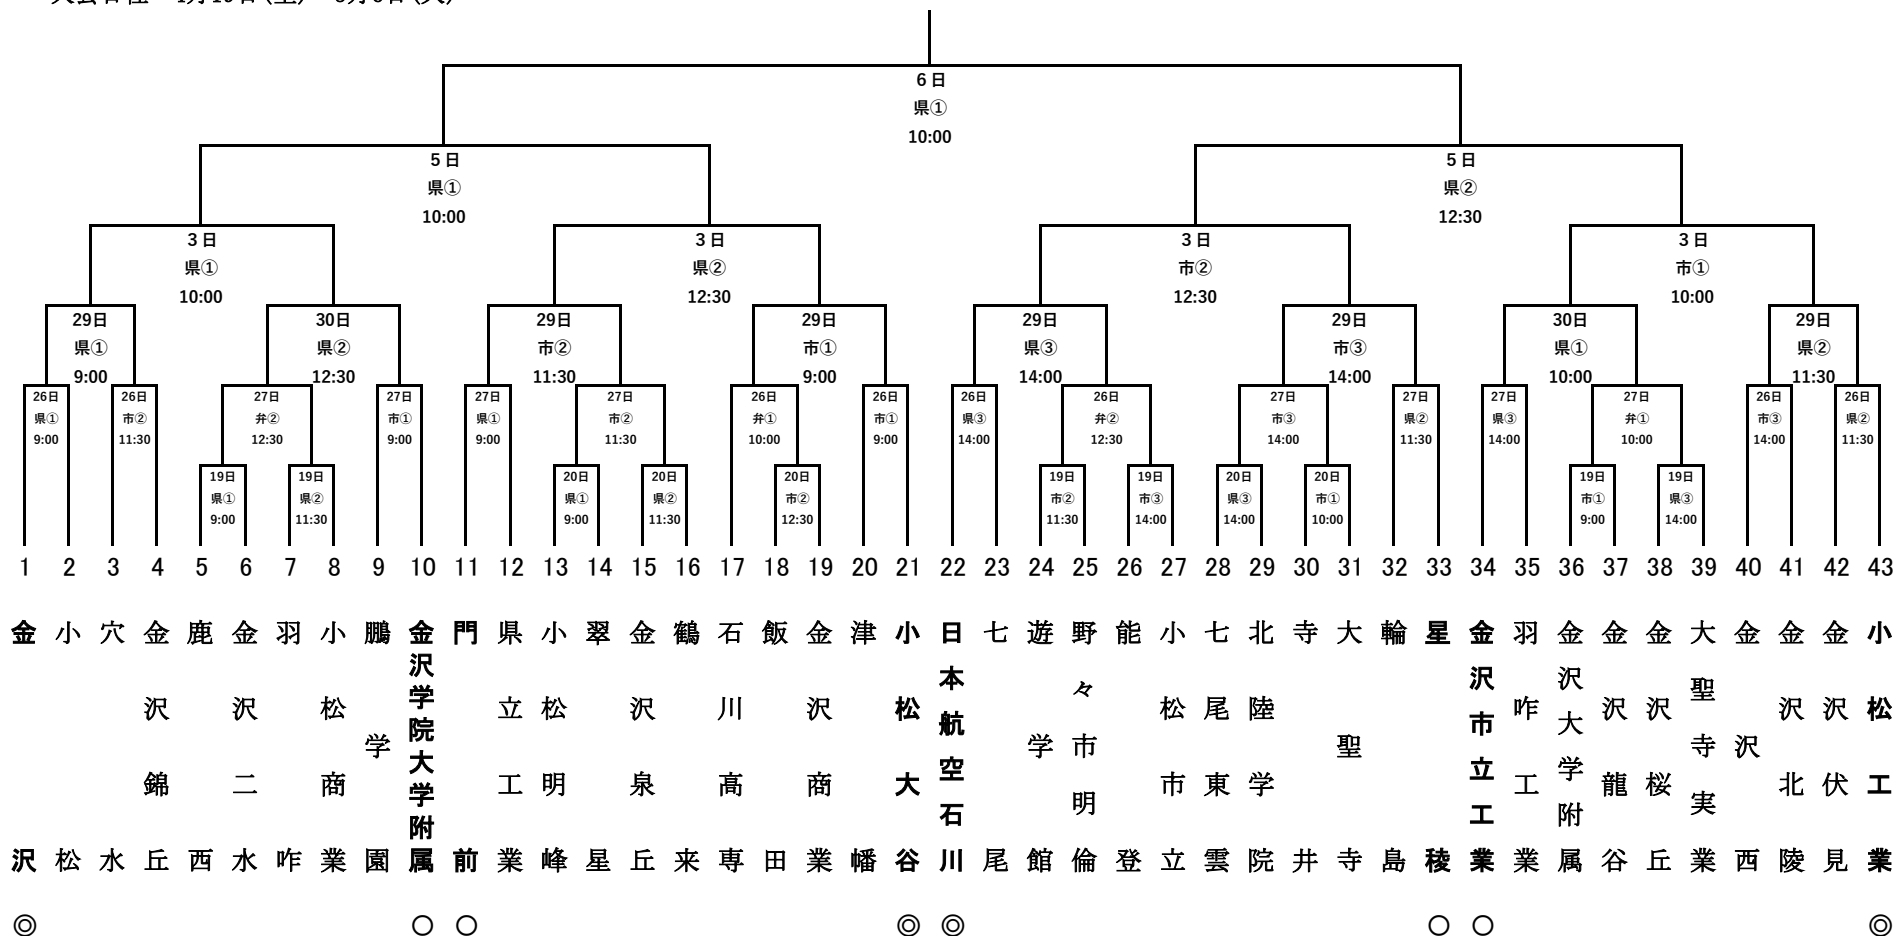 6日
県①
10:00
5日
県①
10:00
5日
県②
12:30
3日
県①
10:00
3日
県②
12:30
3日
市②
12:30
3日
市①
10:00
29日
県①
9:00
30日
県②
12:30
29日
市②
11:30
29日
市①
9:00
29日
県③
14:00
29日
市③
14:00
30日
県①
10:00
29日
県②
11:30
26日
県①
9:00
26日
市②
11:30
27日
弁②
12:30
27日
市①
9:00
27日
県①
9:00
27日
市②
11:30
26日
弁①
10:00
26日
市①
9:00
26日
県③
14:00
26日
弁②
12:30
27日
市③
14:00
27日
県②
11:30
27日
県③
14:00
27日
弁①
10:00
26日
市③
14:00
26日
県②
11:30
19日
県①
9:00
19日
県②
11:30
20日
県①
9:00
20日
県②
11:30
20日
市②
12:30
19日
市②
11:30
19日
市③
14:00
20日
県③
14:00
20日
市①
10:00
19日
市①
9:00
19日
県③
14:00
1 2 3 4 5 6 7 8 9 10 11 12 13 14 15 16 17 18 19 20 21 22 23 24 25 26 27 28 29 30 31 32 33 34 35 36 37 38 39 40 41 42 43
金沢
小松
穴水
金沢錦丘
鹿西
金沢二水
羽咋
小松商業
鵬学園
金沢学院大学附属
門前
県立工業
小松明峰
翠星
金沢泉丘
鶴来
石川高専
飯田
金沢商業
津幡
小松大谷
日本航空石川
七尾
遊学館
野々市明倫
能登
小松市立
七尾東雲
北陸学院
寺井
大聖寺
輪島
星稜
金沢市立工業
羽咋工業
金沢大学附属
金沢龍谷
金沢桜丘
大聖寺実業
金沢西
金沢北陵
金沢伏見
小松工業
◎ ○ ○ ◎ ◎ ○ ○ ◎